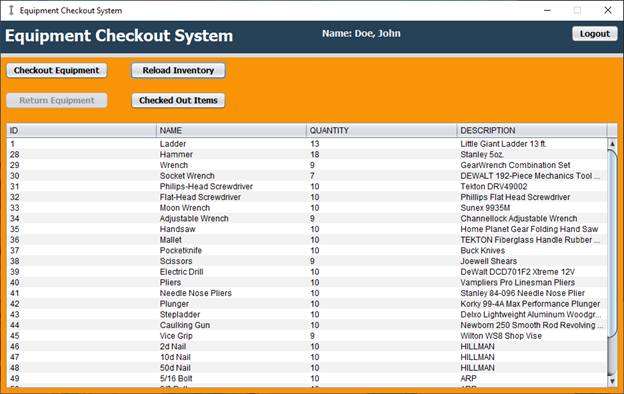 Equipment Checkout System
Equipment Checkout System Name: Doe, John Logout
Checkout Equipment Reload Inventory
Return Equipment Checked Out Items
ID NAME QUANTITY DESCRIPTION
1 Ladder 13 Little Giant Ladder 13 ft.
28 Hammer 18 Stanley 5oz.
29 Wrench 9 GearWrench Combination Set
30 Socket Wrench 7 DEWALT 192-Piece Mechanics Tool ...
31 Philips-Head Screwdriver 10 Tekton DRV49002
32 Flat-Head Screwdriver 10 Phillips Flat Head Screwdriver
33 Moon Wrench 10 Sunex 9935M
34 Adjustable Wrench 9 Channellock Adjustable Wrench
35 Handsaw 10 Home Planet Gear Folding Hand Saw
36 Mallet 10 TEKTON Fiberglass Handle Rubber ...
37 Pocketknife 10 Buck Knives
38 Scissors 9 Joewell Shears
39 Electric Drill 10 DeWalt DCD701F2 Xtreme 12V
40 Pliers 10 Vampliers Pro Linesman Pliers
41 Needle Nose Pliers 10 Stanley 84-096 Needle Nose Plier
42 Plunger 10 Korky 99-4A Max Performance Plunger
43 Stepladder 10 Delxo Lightweight Aluminum Woodgr...
44 Caulking Gun 10 Newborn 250 Smooth Rod Revolving ...
45 Vice Grip 9 Wilton WS8 Shop Vise
46 2d Nail 10 HILLMAN
47 10d Nail 10 HILLMAN
48 50d Nail 10 HILLMAN
49 5/16 Bolt 10 ARP